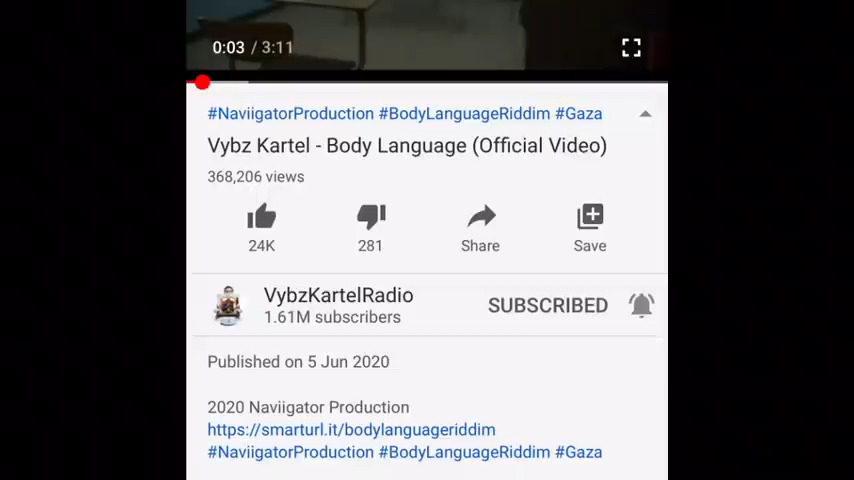 0:03 / 3:11
#NaviigatorProduction #BodyLanguageRiddim #Gaza
Vybz Kartel - Body Language (Official Video)
368,206 views
24K
281
Share
Save
VybzKartelRadio
1.61M subscribers
SUBSCRIBED
Published on 5 Jun 2020
2020 Naviigator Production
https://smarturl.it/bodylanguageriddim
#NaviigatorProduction #BodyLanguageRiddim #Gaza